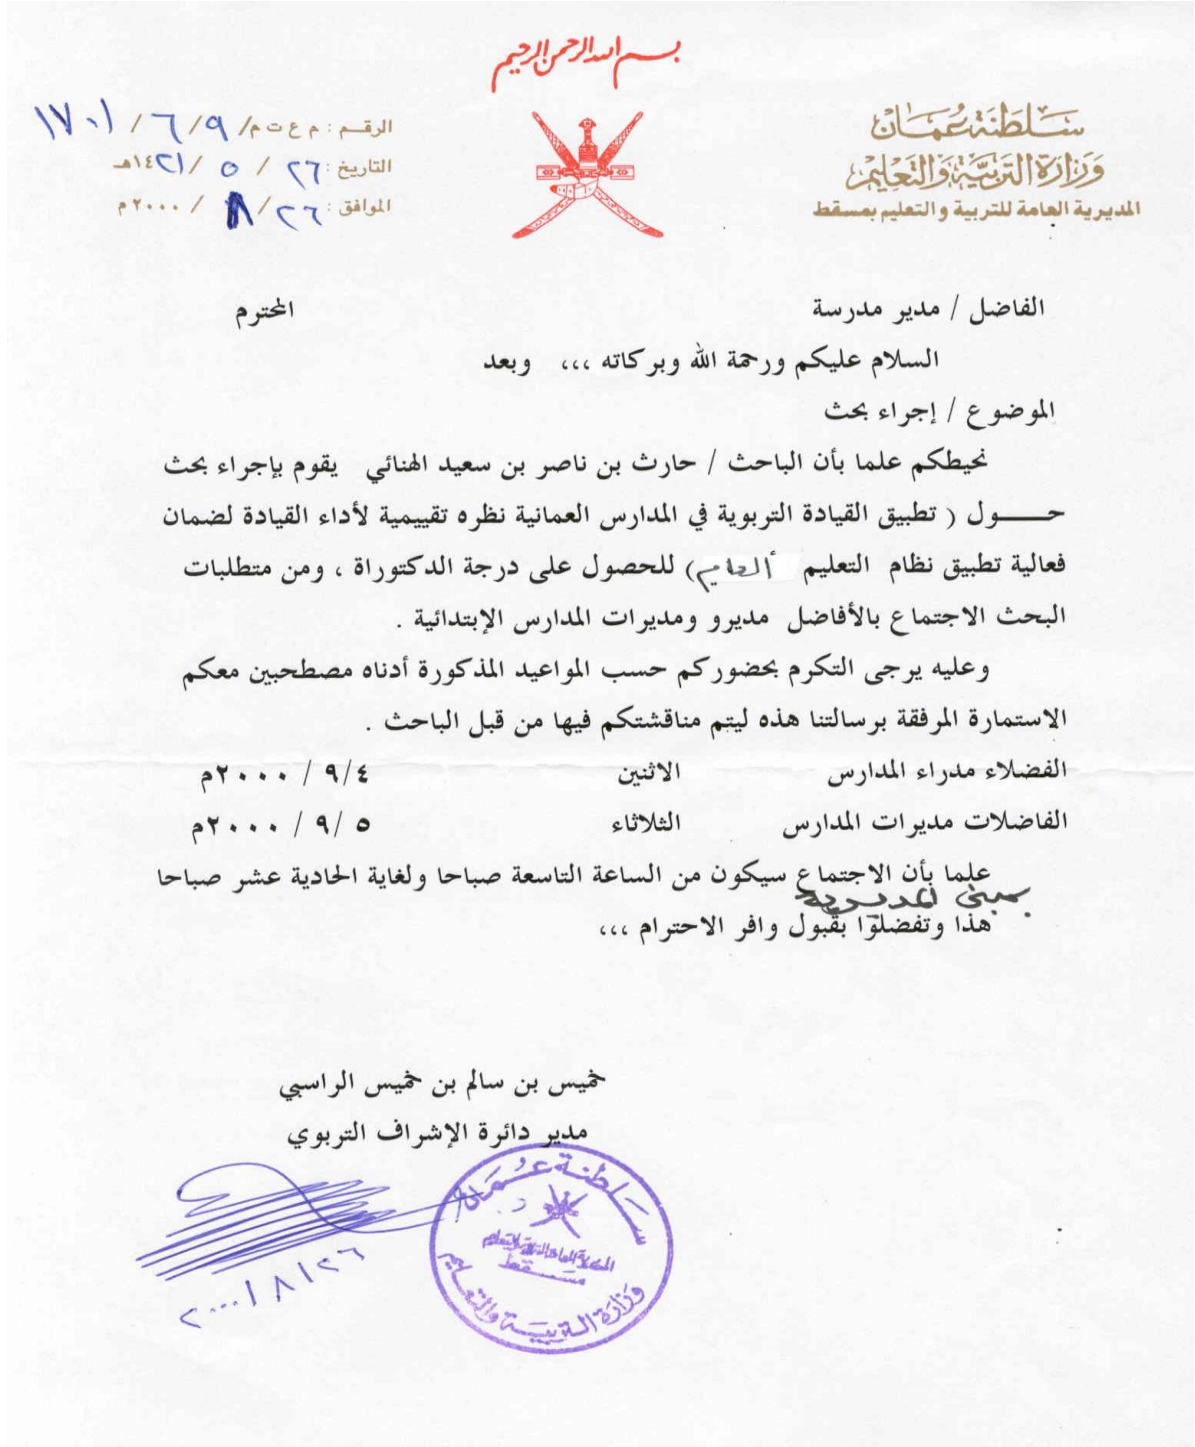 بسم الله الرحمن الرحيم
سلطنة عمان
وزارة التربية والتعليم
المديرية العامة للتربية والتعليم بمسقط
الرقم : م ع ت م/ ٩/ ٦/ ١٧٠١
التاريخ : ٢٦ / ٥ /١٤٢١هـ
الموافق : ٢٦/ ٨ / ٢٠٠٠م
الفاضل / مدير مدرسة المحترم
السلام عليكم ورحمة الله وبركاته ،،، وبعد
الموضوع / إجراء بحث
نحيطكم علما بأن الباحث / حارث بن ناصر بن سعيد الهنائي يقوم بإجراء بحث
حـــــول ( تطبيق القيادة التربوية في المدارس العمانية نظره تقييمية لأداء القيادة لضمان
فعالية تطبيق نظام التعليم العام) للحصول على درجة الدكتوراة ، ومن متطلبات
البحث الاجتماع بالأفاضل مديرو ومديرات المدارس الإبتدائية .
وعليه يرجى التكرم بحضوركم حسب المواعيد المذكورة أدناه مصطحبين معكم
الاستمارة المرفقة برسالتنا هذه ليتم مناقشتكم فيها من قبل الباحث .
الفضلاء مدراء المدارس الاثنين ٩/٤ / ٢٠٠٠م
الفاضلات مديرات المدارس الثلاثاء ٩/٥ / ٢٠٠٠م
علما بأن الاجتماع سيكون من الساعة التاسعة صباحا ولغاية الحادية عشر صباحا
بمبنى المديرية .
هذا وتفضلوا بقبول وافر الاحترام ،،،
خميس بن سالم بن خميس الراسبي
مدير دائرة الإشراف التربوي
سلطنة عمان
المديرية العامة للتربية والتعليم
مسقط
وزارة التربية والتعليم
٢٠٠٠/٨/٢٦